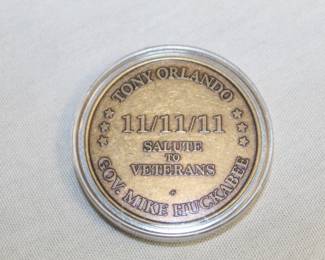 TONY ORLANDO
11/11/11
SALUTE
TO
VETERANS
GOV. MIKE HUCKABEE